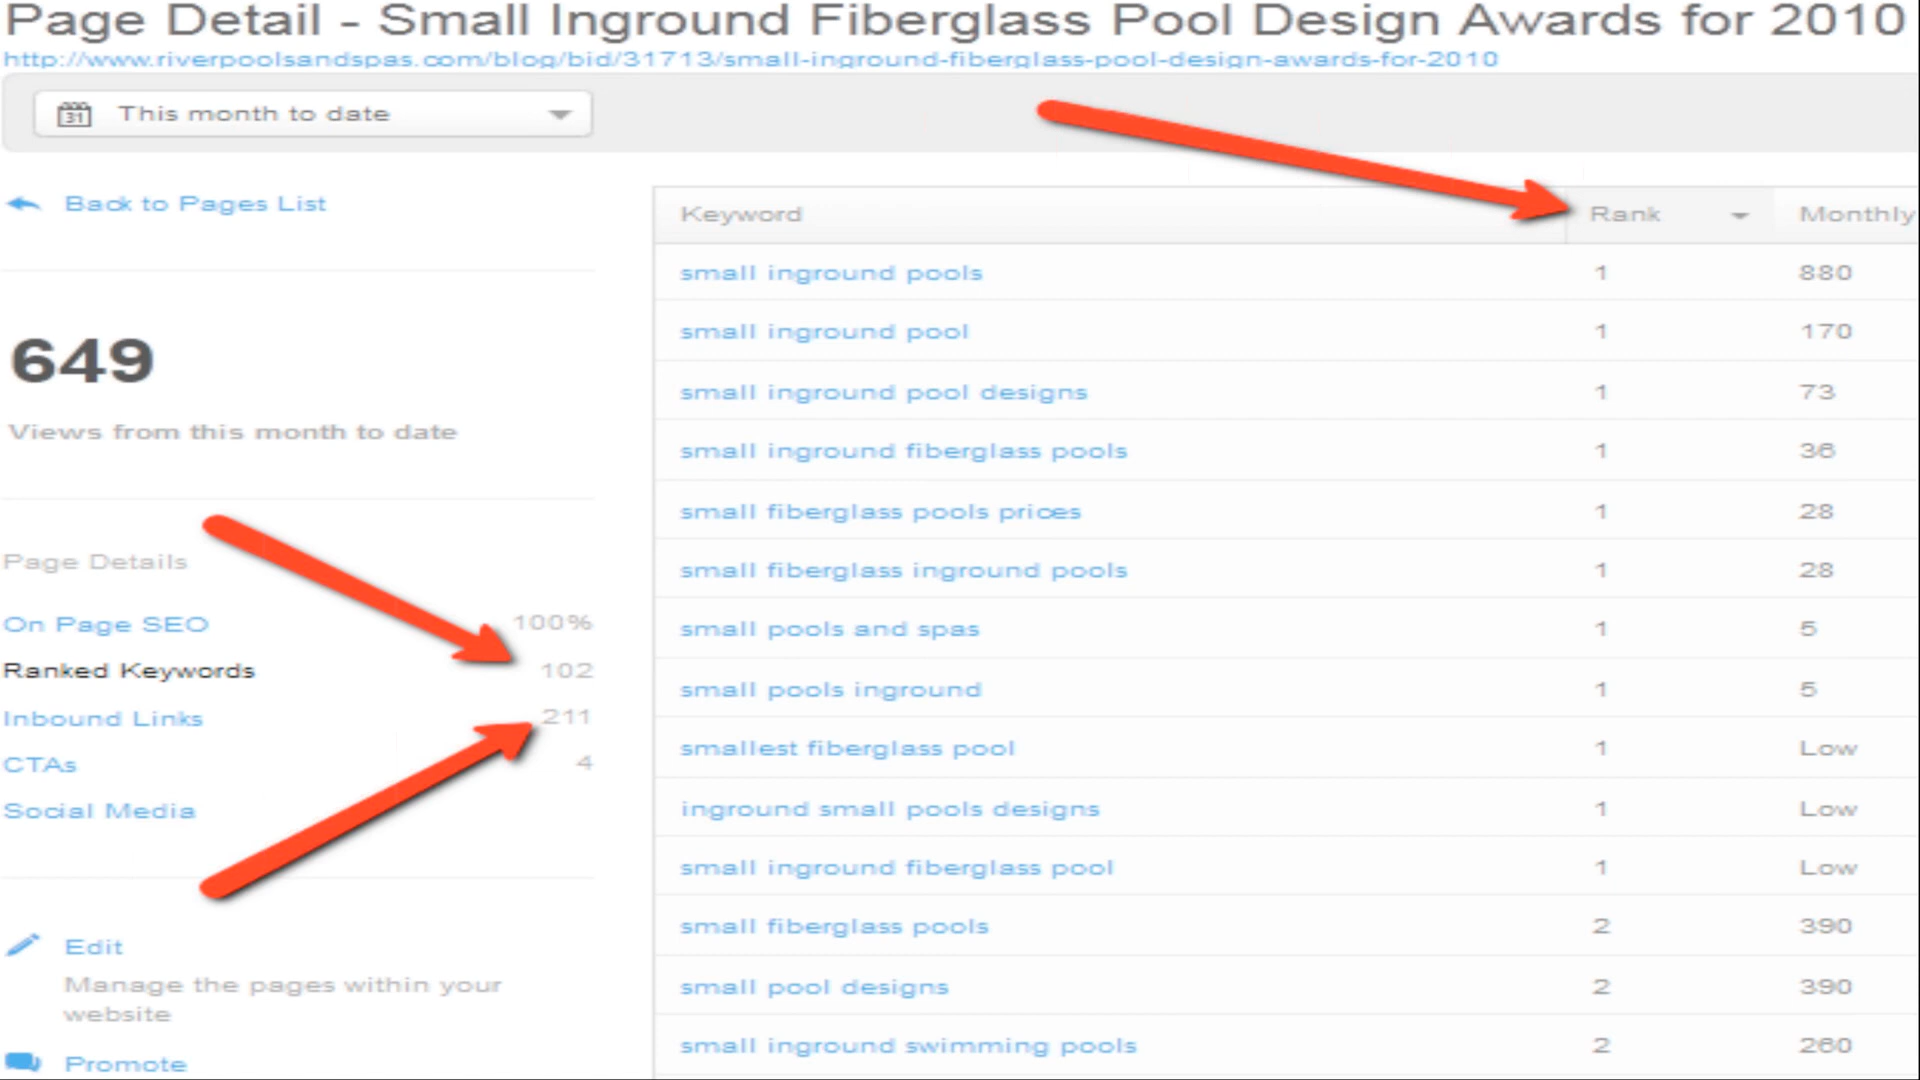 Page Detail - Small Inground Fiberglass Pool Design Awards for 2010
http://www.riverpoolsandspas.com/blog/bid/31713/small-inground-fiberglass-pool-design-awards-for-2010
31 This month to date
Back to Pages List
649
Views from this month to date
Page Details
On Page SEO 100%
Ranked Keywords 102
Inbound Links 211
CTAs 4
Social Media
Edit
Manage the pages within your
website
Promote
Keyword Rank Monthly
small inground pools 1 880
small inground pool 1 170
small inground pool designs 1 73
small inground fiberglass pools 1 36
small fiberglass pools prices 1 28
small fiberglass inground pools 1 28
small pools and spas 1 5
small pools inground 1 5
smallest fiberglass pool 1 Low
inground small pools designs 1 Low
small inground fiberglass pool 1 Low
small fiberglass pools 2 390
small pool designs 2 390
small inground swimming pools 2 260